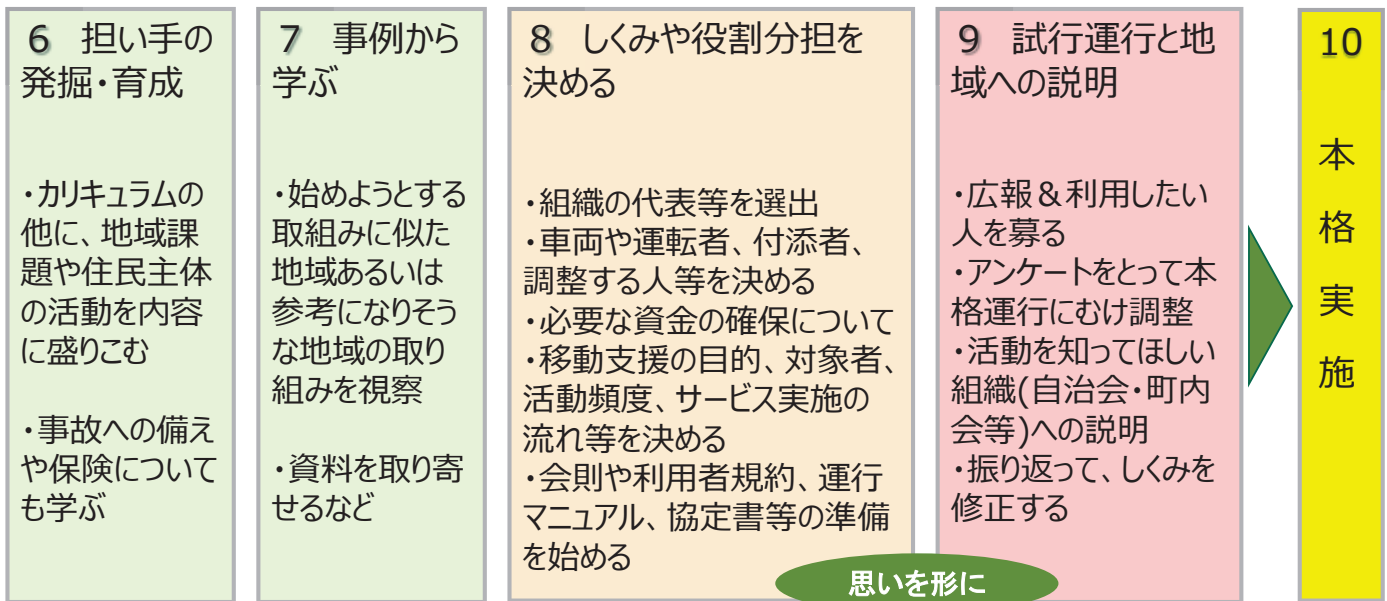 6 担い手の
発掘・育成
・カリキュラムの
他に、地域課
題や住民主体
の活動を内容
に盛りこむ
・事故への備え
や保険について
も学ぶ
7 事例から
学ぶ
・始めようとする
取組みに似た
地域あるいは
参考になりそう
な地域の取り
組みを視察
・資料を取り寄
せるなど
8 しくみや役割分担を
決める
・組織の代表等を選出
・車両や運転者、付添者、
調整する人等を決める
・必要な資金の確保について
・移動支援の目的、対象者、
活動頻度、サービス実施の
流れ等を決める
・会則や利用者規約、運行
マニュアル、協定書等の準備
を始める
9 試行運行と地
域への説明
・広報＆利用したい
人を募る
・アンケートをとって本
格運行にむけ調整
・活動を知ってほしい
組織(自治会・町内
会等)への説明
・振り返って、しくみを
修正する
思いを形に
10
本
格
実
施